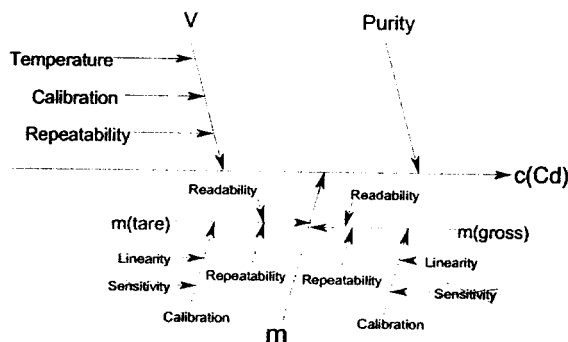 V
Purity
Temperature
Calibration
Repeatability
c(Cd)
Readability
Readability
m(tare)
m(gross)
Linearity
Repeatability
Repeatability
Linearity
Sensitivity
Sensitivity
Calibration
m
Calibration